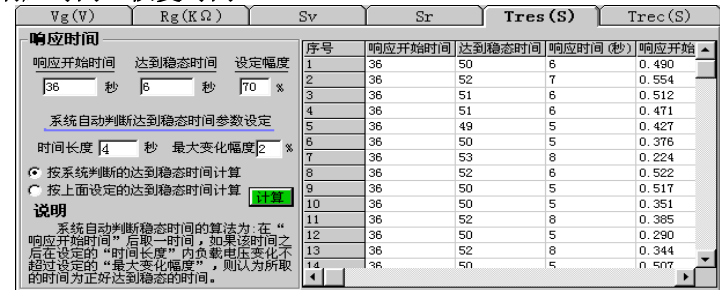 Vg(V) Rg(KΩ) Sv Sr Tres(S) Trec(S)
响应时间
响应开始时间 达到稳态时间 设定幅度
36 秒 6 秒 70 %
系统自动判断达到稳态时间参数设定
时间长度 4 秒 最大变化幅度 2 %
按系统判断的达到稳态时间计算
按上面设定的达到稳态时间计算
计算
说明
系统自动判断稳态时间的算法为:在“
响应开始时间”后取一时间,如果该时间之
后在设定的“时间长度”内负载电压变化不
超过设定的“最大变化幅度”,则认为所取
的时间为正好达到稳态的时间。
序号 响应开始时间 达到稳态时间 响应时间(秒) 响应开始
1 36 50 6 0.490
2 36 52 7 0.554
3 36 51 6 0.512
4 36 51 6 0.471
5 36 49 5 0.427
6 36 50 5 0.376
7 36 53 8 0.224
8 36 52 6 0.522
9 36 50 5 0.517
10 36 50 5 0.351
11 36 52 8 0.385
12 36 50 5 0.290
13 36 52 8 0.344
14 36 50 5 0.507